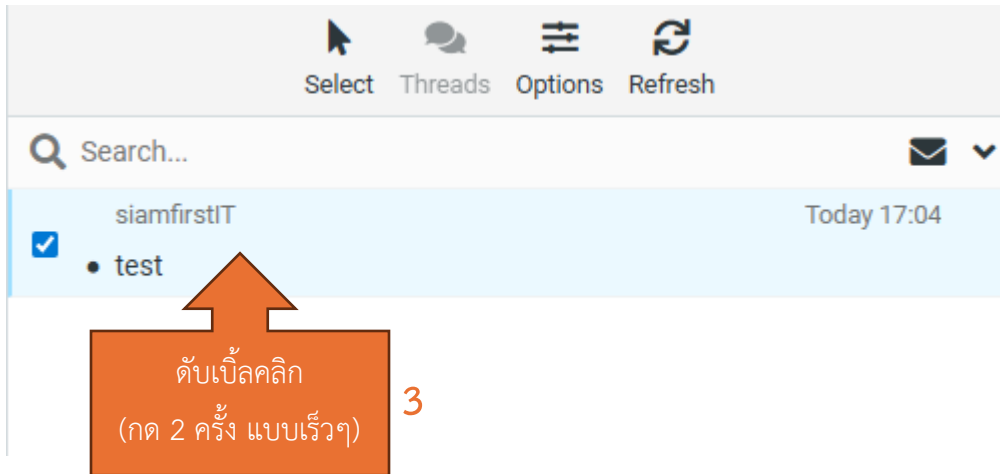 Select Threads Options Refresh
Search...
siamfirstIT Today 17:04
• test
ดับเบิ้ลคลิก
(กด 2 ครั้ง แบบเร็วๆ)
3